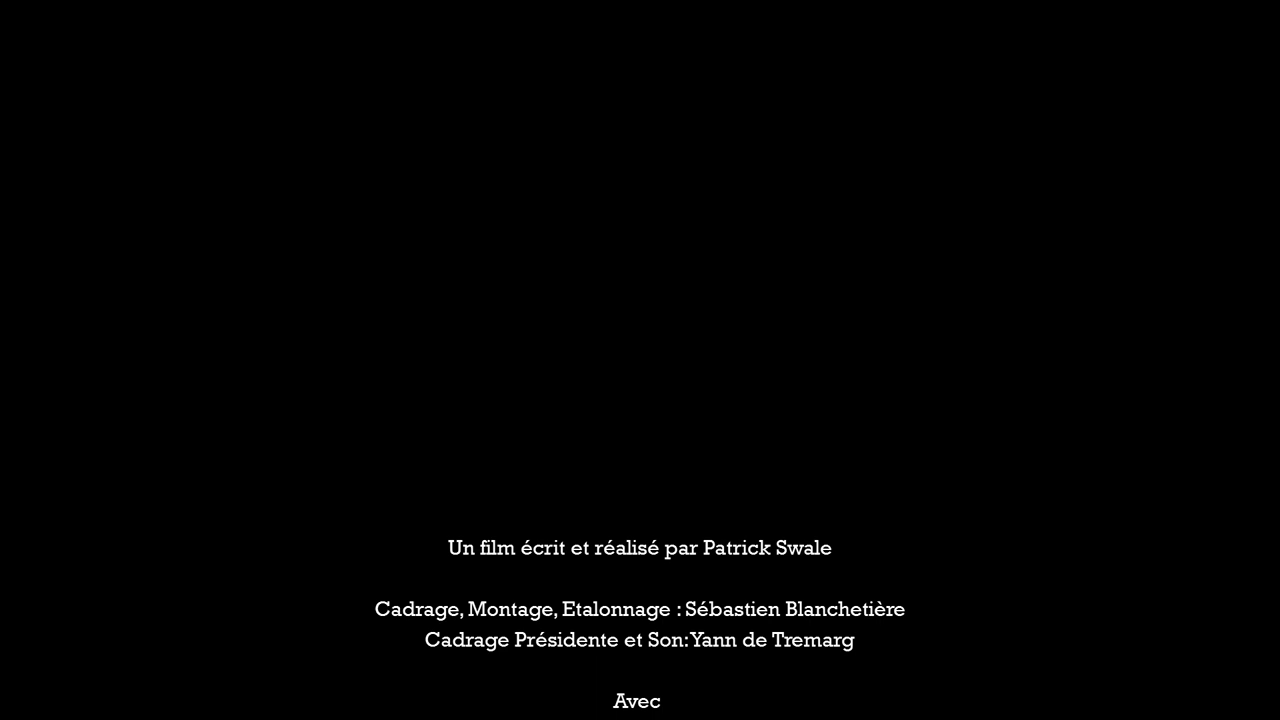 Un film écrit et réalisé par Patrick Swale
Cadrage, Montage, Etalonnage : Sébastien Blanchetière
Cadrage Présidente et Son:Yann de Tremarg
Avec